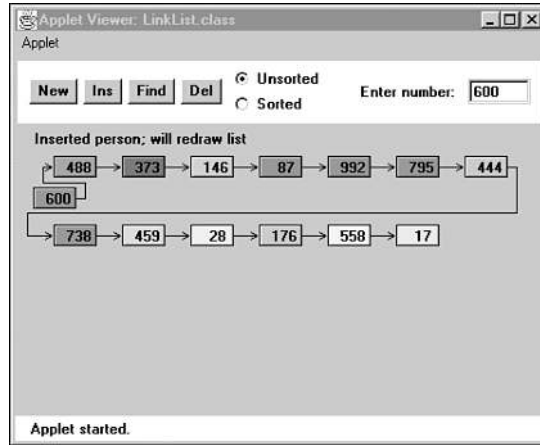 Applet Viewer: LinkList.class
Applet
New Ins Find Del Unsorted Sorted Enter number: 600
Inserted person; will redraw list
488 373 146 87 992 795 444
600
738 459 28 176 558 17
Applet started.